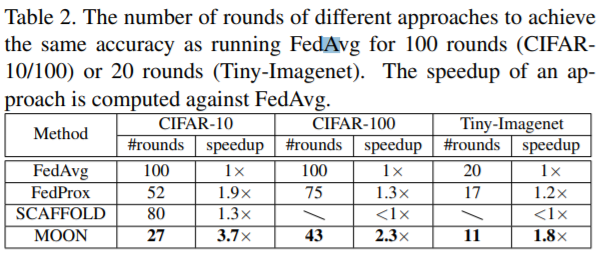 Table 2. The number of rounds of different approaches to achieve
the same accuracy as running FedAvg for 100 rounds (CIFAR-
10/100) or 20 rounds (Tiny-Imagenet). The speedup of an ap-
proach is computed against FedAvg.
Method CIFAR-10 CIFAR-100 Tiny-Imagenet
#rounds speedup #rounds speedup #rounds speedup
FedAvg 100 1× 100 1× 20 1×
FedProx 52 1.9× 75 1.3× 17 1.2×
SCAFFOLD 80 1.3× \ <1× \ <1×
MOON 27 3.7× 43 2.3× 11 1.8×